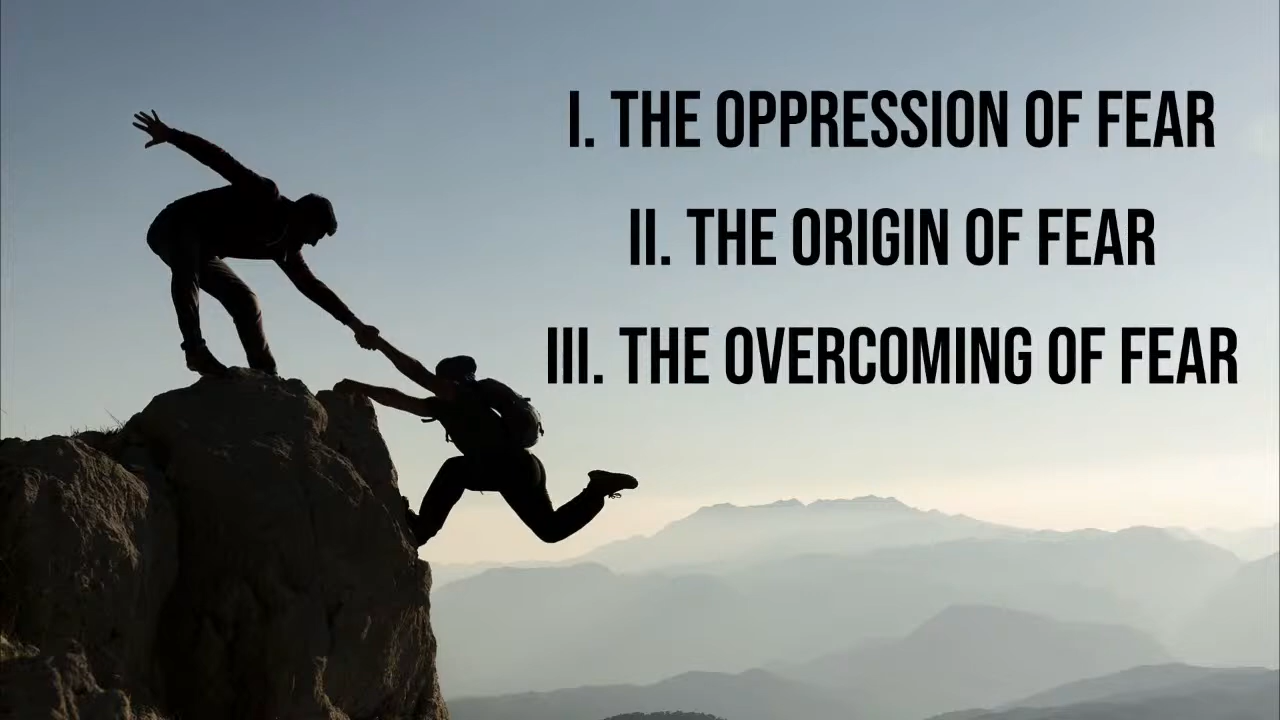 I. THE OPPRESSION OF FEAR
II. THE ORIGIN OF FEAR
III. THE OVERCOMING OF FEAR